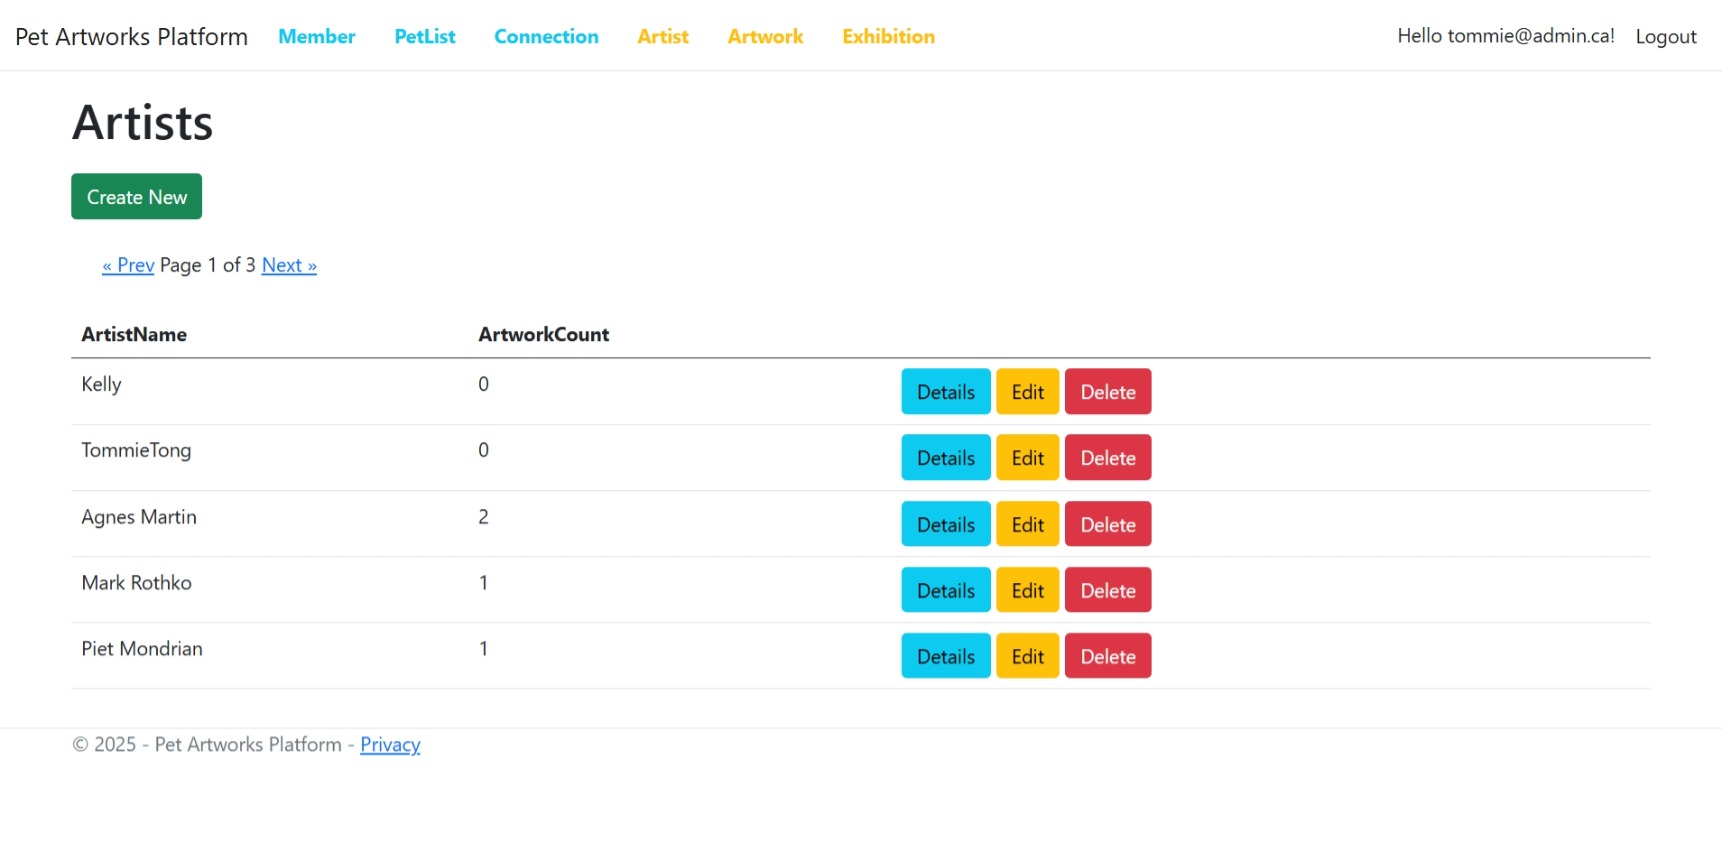 Pet Artworks Platform Member PetList Connection Artist Artwork Exhibition Hello tommie@admin.ca! Logout
Artists
Create New
« Prev Page 1 of 3 Next »
ArtistName ArtworkCount
Kelly 0 Details Edit Delete
TommieTong 0 Details Edit Delete
Agnes Martin 2 Details Edit Delete
Mark Rothko 1 Details Edit Delete
Piet Mondrian 1 Details Edit Delete
© 2025 - Pet Artworks Platform - Privacy